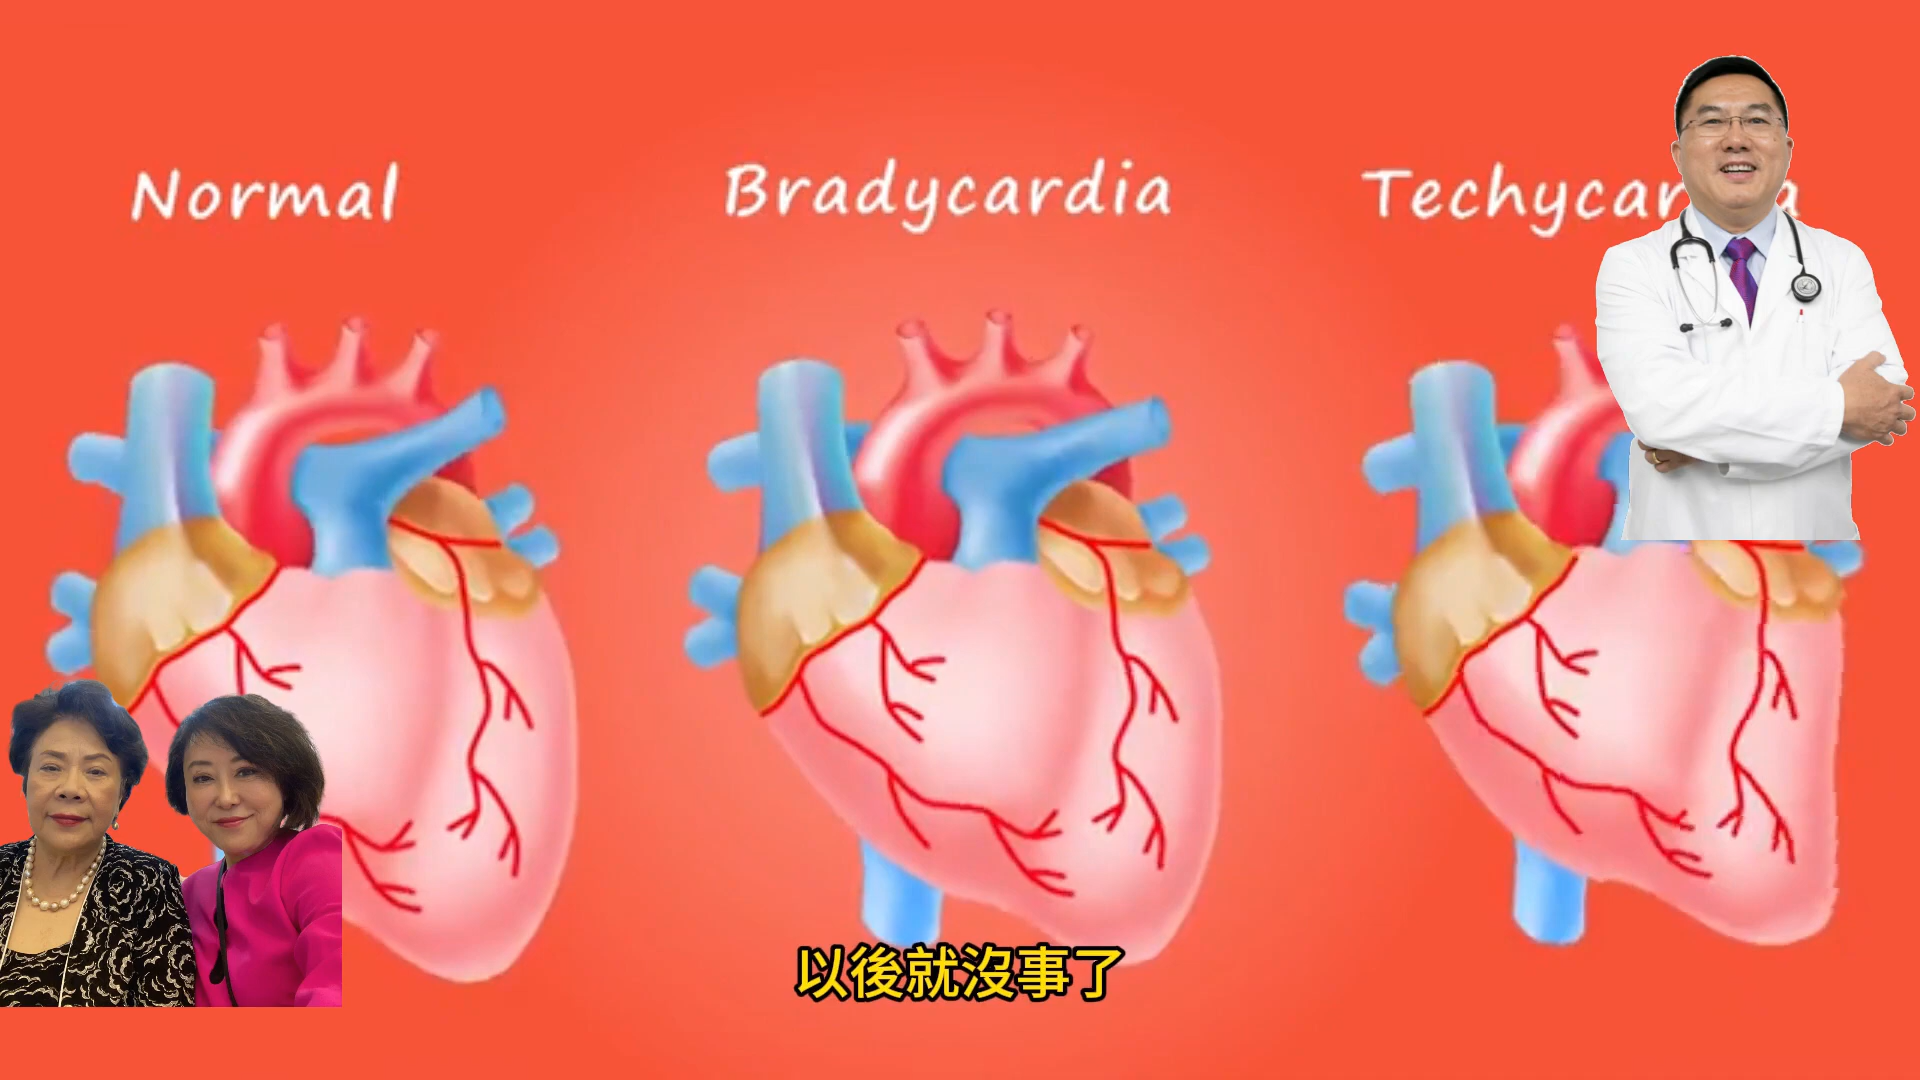 Normal
Bradycardia
Techycar a
以後就沒事了